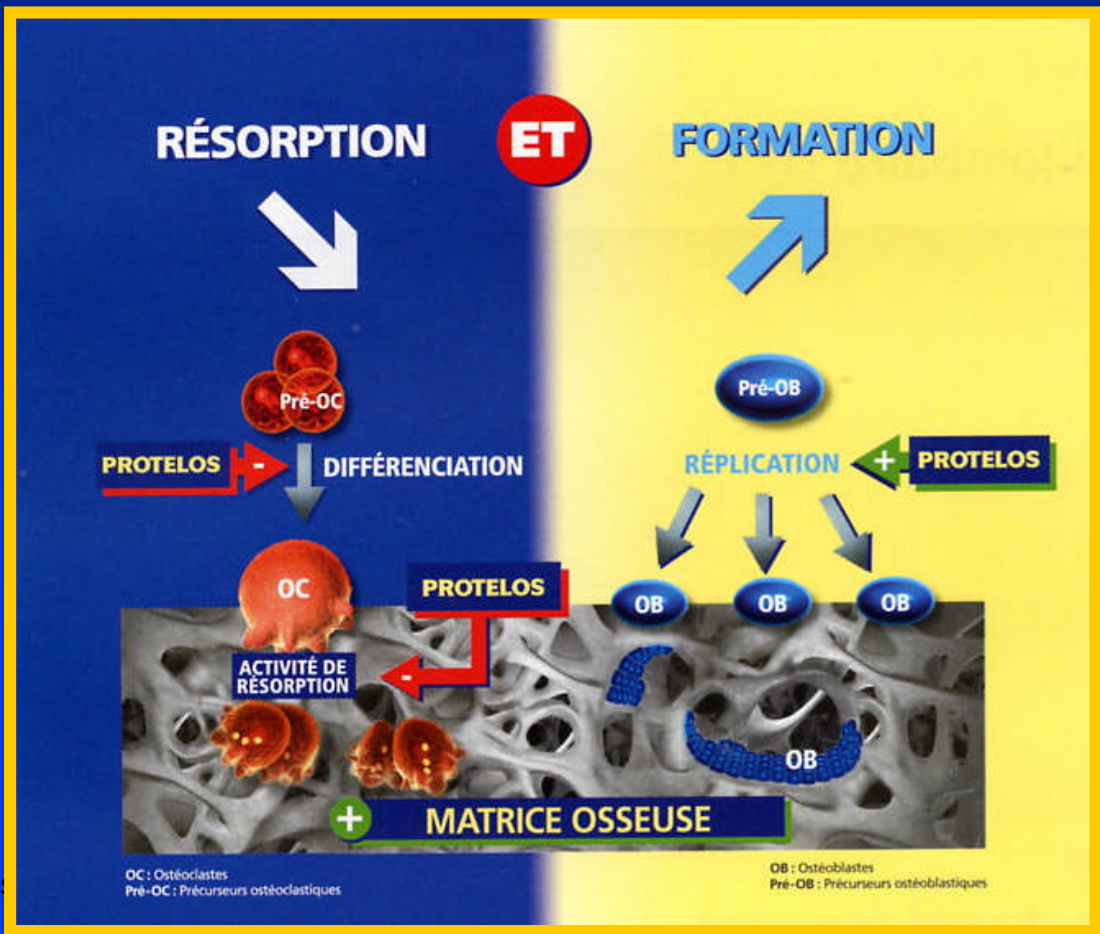 RÉSORPTION
ET
FORMATION
Pré-OC
Pré-OB
PROTELOS
-
DIFFÉRENCIATION
RÉPLICATION
+
PROTELOS
OC
PROTELOS
OB
OB
OB
ACTIVITÉ DE
RÉSORPTION
-
OB
+
MATRICE OSSEUSE
OC : Ostéoclastes
Pré-OC : Précurseurs ostéoclastiques
OB : Ostéoblastes
Pré-OB : Précurseurs ostéoblastiques